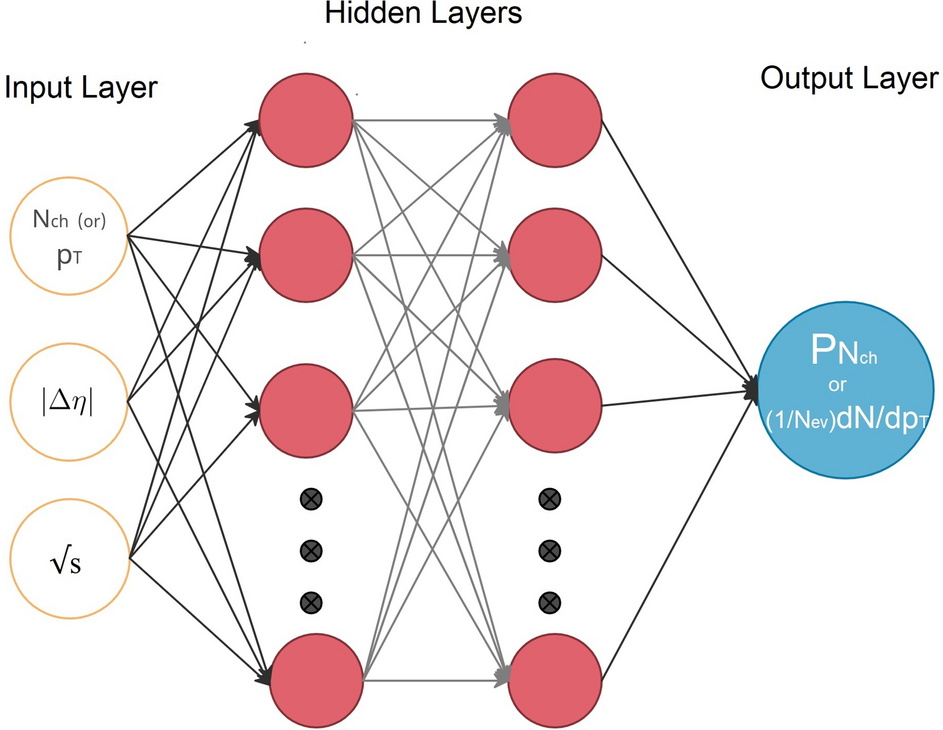 Hidden Layers
Input Layer
Output Layer
Nch (or)
pT
|Δη|
√s
PNch
or
(1/Nev)dN/dpT